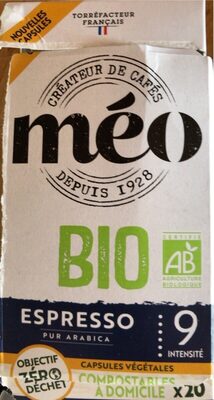 TORRÉFACTEUR
FRANÇAIS
NOUVELLES
CAPSULES
CRÉATEUR DE CAFÉS
méo
DEPUIS 1928
BIO
CERTIFIÉ
AB
AGRICULTURE
BIOLOGIQUE
ESPRESSO
PUR ARABICA
9
INTENSITÉ
OBJECTIF
ZÉRO
DÉCHET
CAPSULES VÉGÉTALES
COMPOSTABLES
À DOMICILE
X20